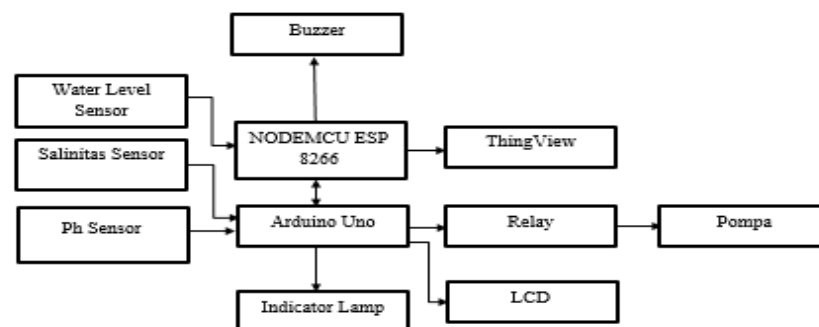 Buzzer
Water Level
Sensor
NODEMCU ESP
8266
ThingView
Salinitas Sensor
Ph Sensor
Arduino Uno
Relay
Pompa
Indicator Lamp
LCD